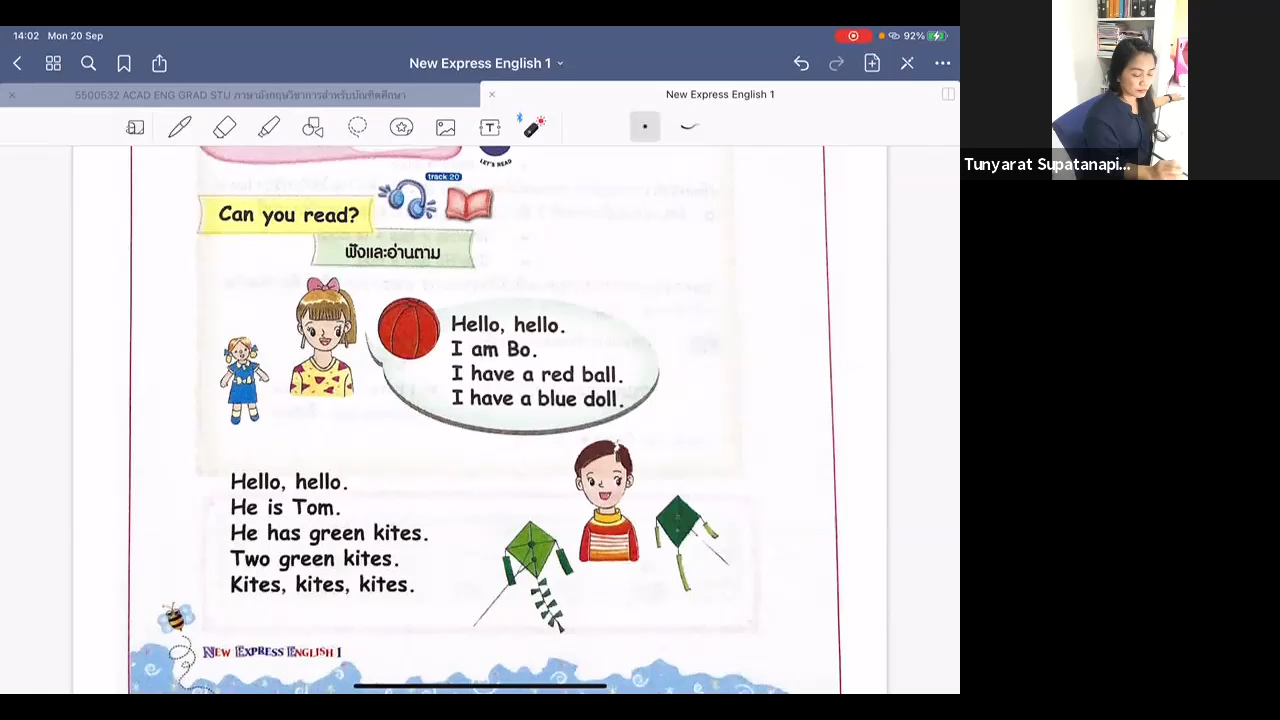 14:02 Mon 20 Sep
92%
New Express English 1
5500532 ACAD ENG GRAD STU ภาษาอังกฤษวิชาการสำหรับบัณฑิตศึกษา
New Express English 1
LET'S READ
track 20
Can you read?
ฟังและอ่านตาม
Hello, hello.
I am Bo.
I have a red ball.
I have a blue doll.
Hello, hello.
He is Tom.
He has green kites.
Two green kites.
Kites, kites, kites.
NEW EXPRESS ENGLISH 1
Tunyarat Supatanapi...